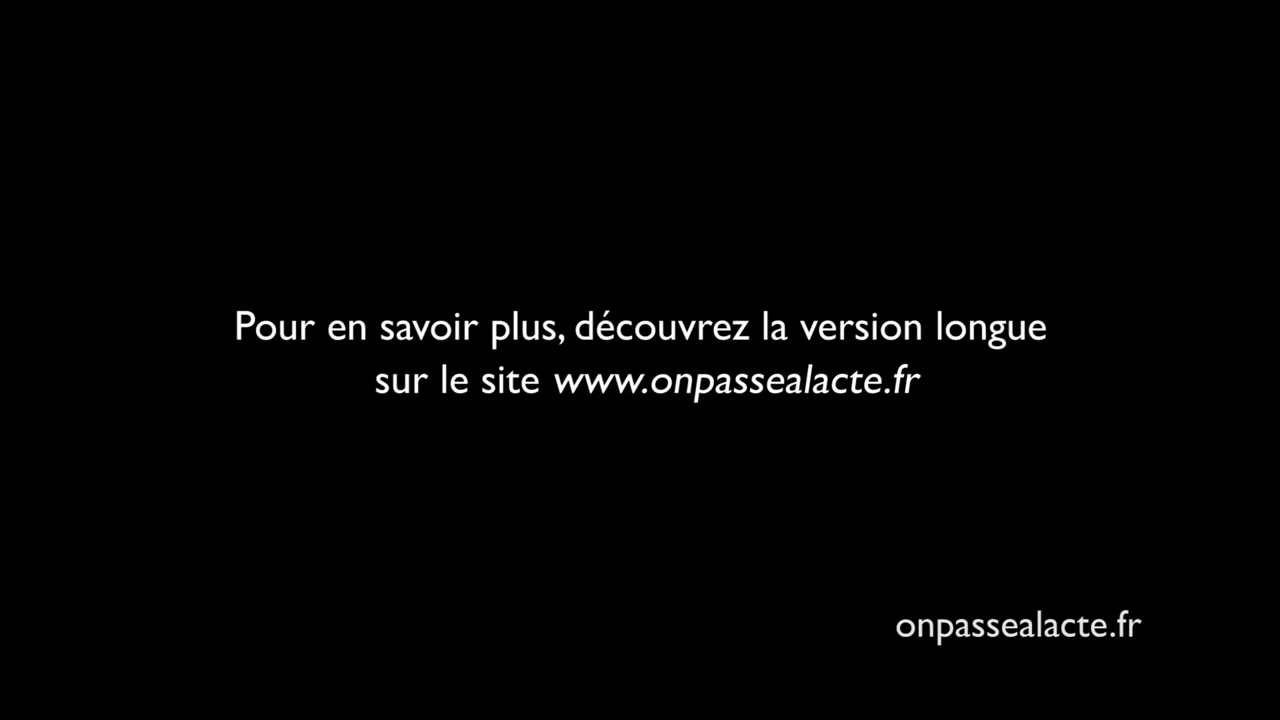 Pour en savoir plus, découvrez la version longue
sur le site www.onpassealacte.fr
onpassealacte.fr